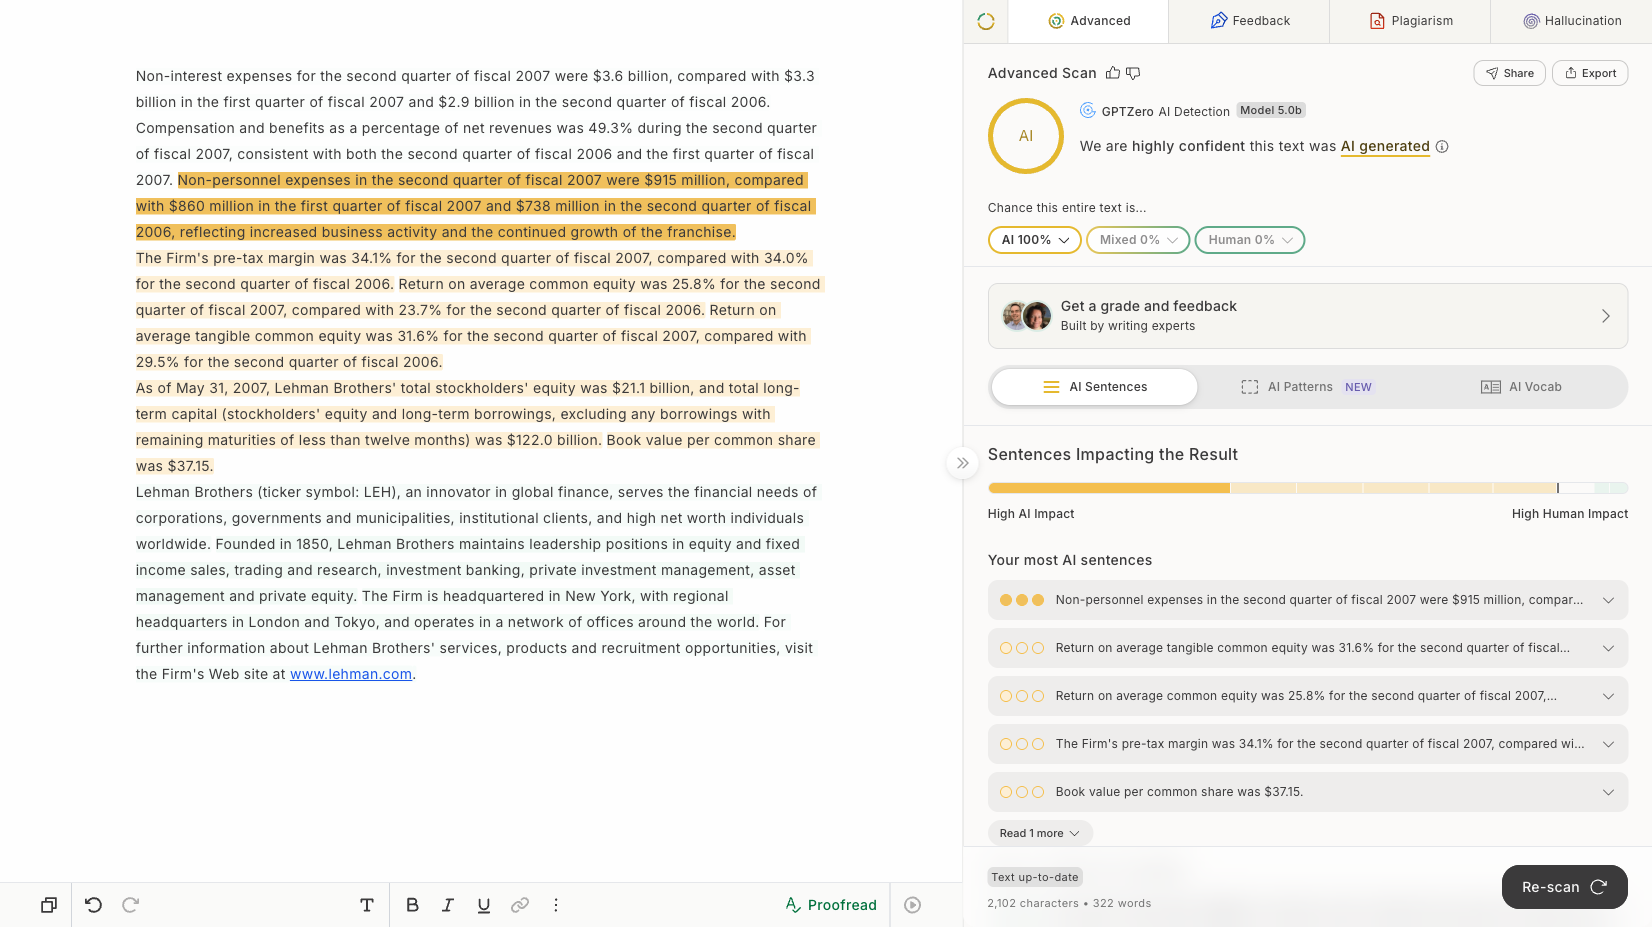 Non-interest expenses for the second quarter of fiscal 2007 were $3.6 billion, compared with $3.3
billion in the first quarter of fiscal 2007 and $2.9 billion in the second quarter of fiscal 2006.
Compensation and benefits as a percentage of net revenues was 49.3% during the second quarter
of fiscal 2007, consistent with both the second quarter of fiscal 2006 and the first quarter of fiscal
2007. Non-personnel expenses in the second quarter of fiscal 2007 were $915 million, compared
with $860 million in the first quarter of fiscal 2007 and $738 million in the second quarter of fiscal
2006, reflecting increased business activity and the continued growth of the franchise.
The Firm's pre-tax margin was 34.1% for the second quarter of fiscal 2007, compared with 34.0%
for the second quarter of fiscal 2006. Return on average common equity was 25.8% for the second
quarter of fiscal 2007, compared with 23.7% for the second quarter of fiscal 2006. Return on
average tangible common equity was 31.6% for the second quarter of fiscal 2007, compared with
29.5% for the second quarter of fiscal 2006.
As of May 31, 2007, Lehman Brothers' total stockholders' equity was $21.1 billion, and total long-
term capital (stockholders' equity and long-term borrowings, excluding any borrowings with
remaining maturities of less than twelve months) was $122.0 billion. Book value per common share
was $37.15.
Lehman Brothers (ticker symbol: LEH), an innovator in global finance, serves the financial needs of
corporations, governments and municipalities, institutional clients, and high net worth individuals
worldwide. Founded in 1850, Lehman Brothers maintains leadership positions in equity and fixed
income sales, trading and research, investment banking, private investment management, asset
management and private equity. The Firm is headquartered in New York, with regional
headquarters in London and Tokyo, and operates in a network of offices around the world. For
further information about Lehman Brothers' services, products and recruitment opportunities, visit
the Firm's Web site at www.lehman.com.
T B I U
Proofread
Advanced
Feedback
Plagiarism
Hallucination
Advanced Scan
Share
Export
AI
GPTZero AI Detection Model 5.0b
We are highly confident this text was AI generated
Chance this entire text is...
AI 100%
Mixed 0%
Human 0%
Get a grade and feedback
Built by writing experts
AI Sentences
AI Patterns NEW
AI Vocab
Sentences Impacting the Result
High AI Impact
High Human Impact
Your most AI sentences
Non-personnel expenses in the second quarter of fiscal 2007 were $915 million, compar...
Return on average tangible common equity was 31.6% for the second quarter of fiscal...
Return on average common equity was 25.8% for the second quarter of fiscal 2007,...
The Firm's pre-tax margin was 34.1% for the second quarter of fiscal 2007, compared wi...
Book value per common share was $37.15.
Read 1 more
Text up-to-date
2,102 characters • 322 words
Re-scan